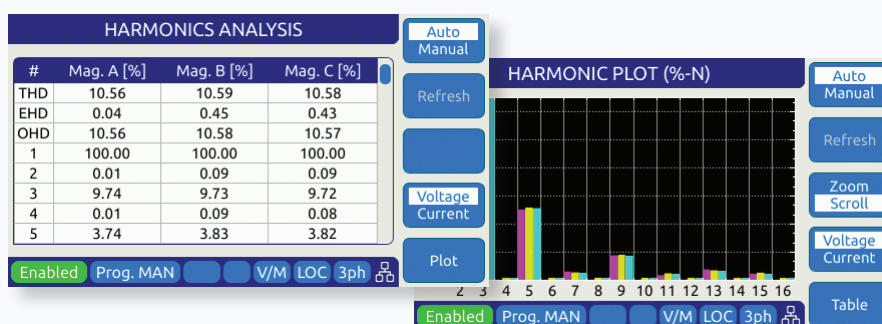 HARMONICS ANALYSIS
# Mag. A [%] Mag. B [%] Mag. C [%]
THD 10.56 10.59 10.58
EHD 0.04 0.45 0.43
OHD 10.56 10.58 10.57
1 100.00 100.00 100.00
2 0.01 0.09 0.09
3 9.74 9.73 9.72
4 0.01 0.09 0.08
5 3.74 3.83 3.82
Auto
Manual
Refresh
Voltage
Current
Plot
Enabled Prog. MAN V/M LOC 3ph
HARMONIC PLOT (%-N)
2 3 4 5 6 7 8 9 10 11 12 13 14 15 16
Auto
Manual
Refresh
Zoom
Scroll
Voltage
Current
Table
Enabled Prog. MAN V/M LOC 3ph